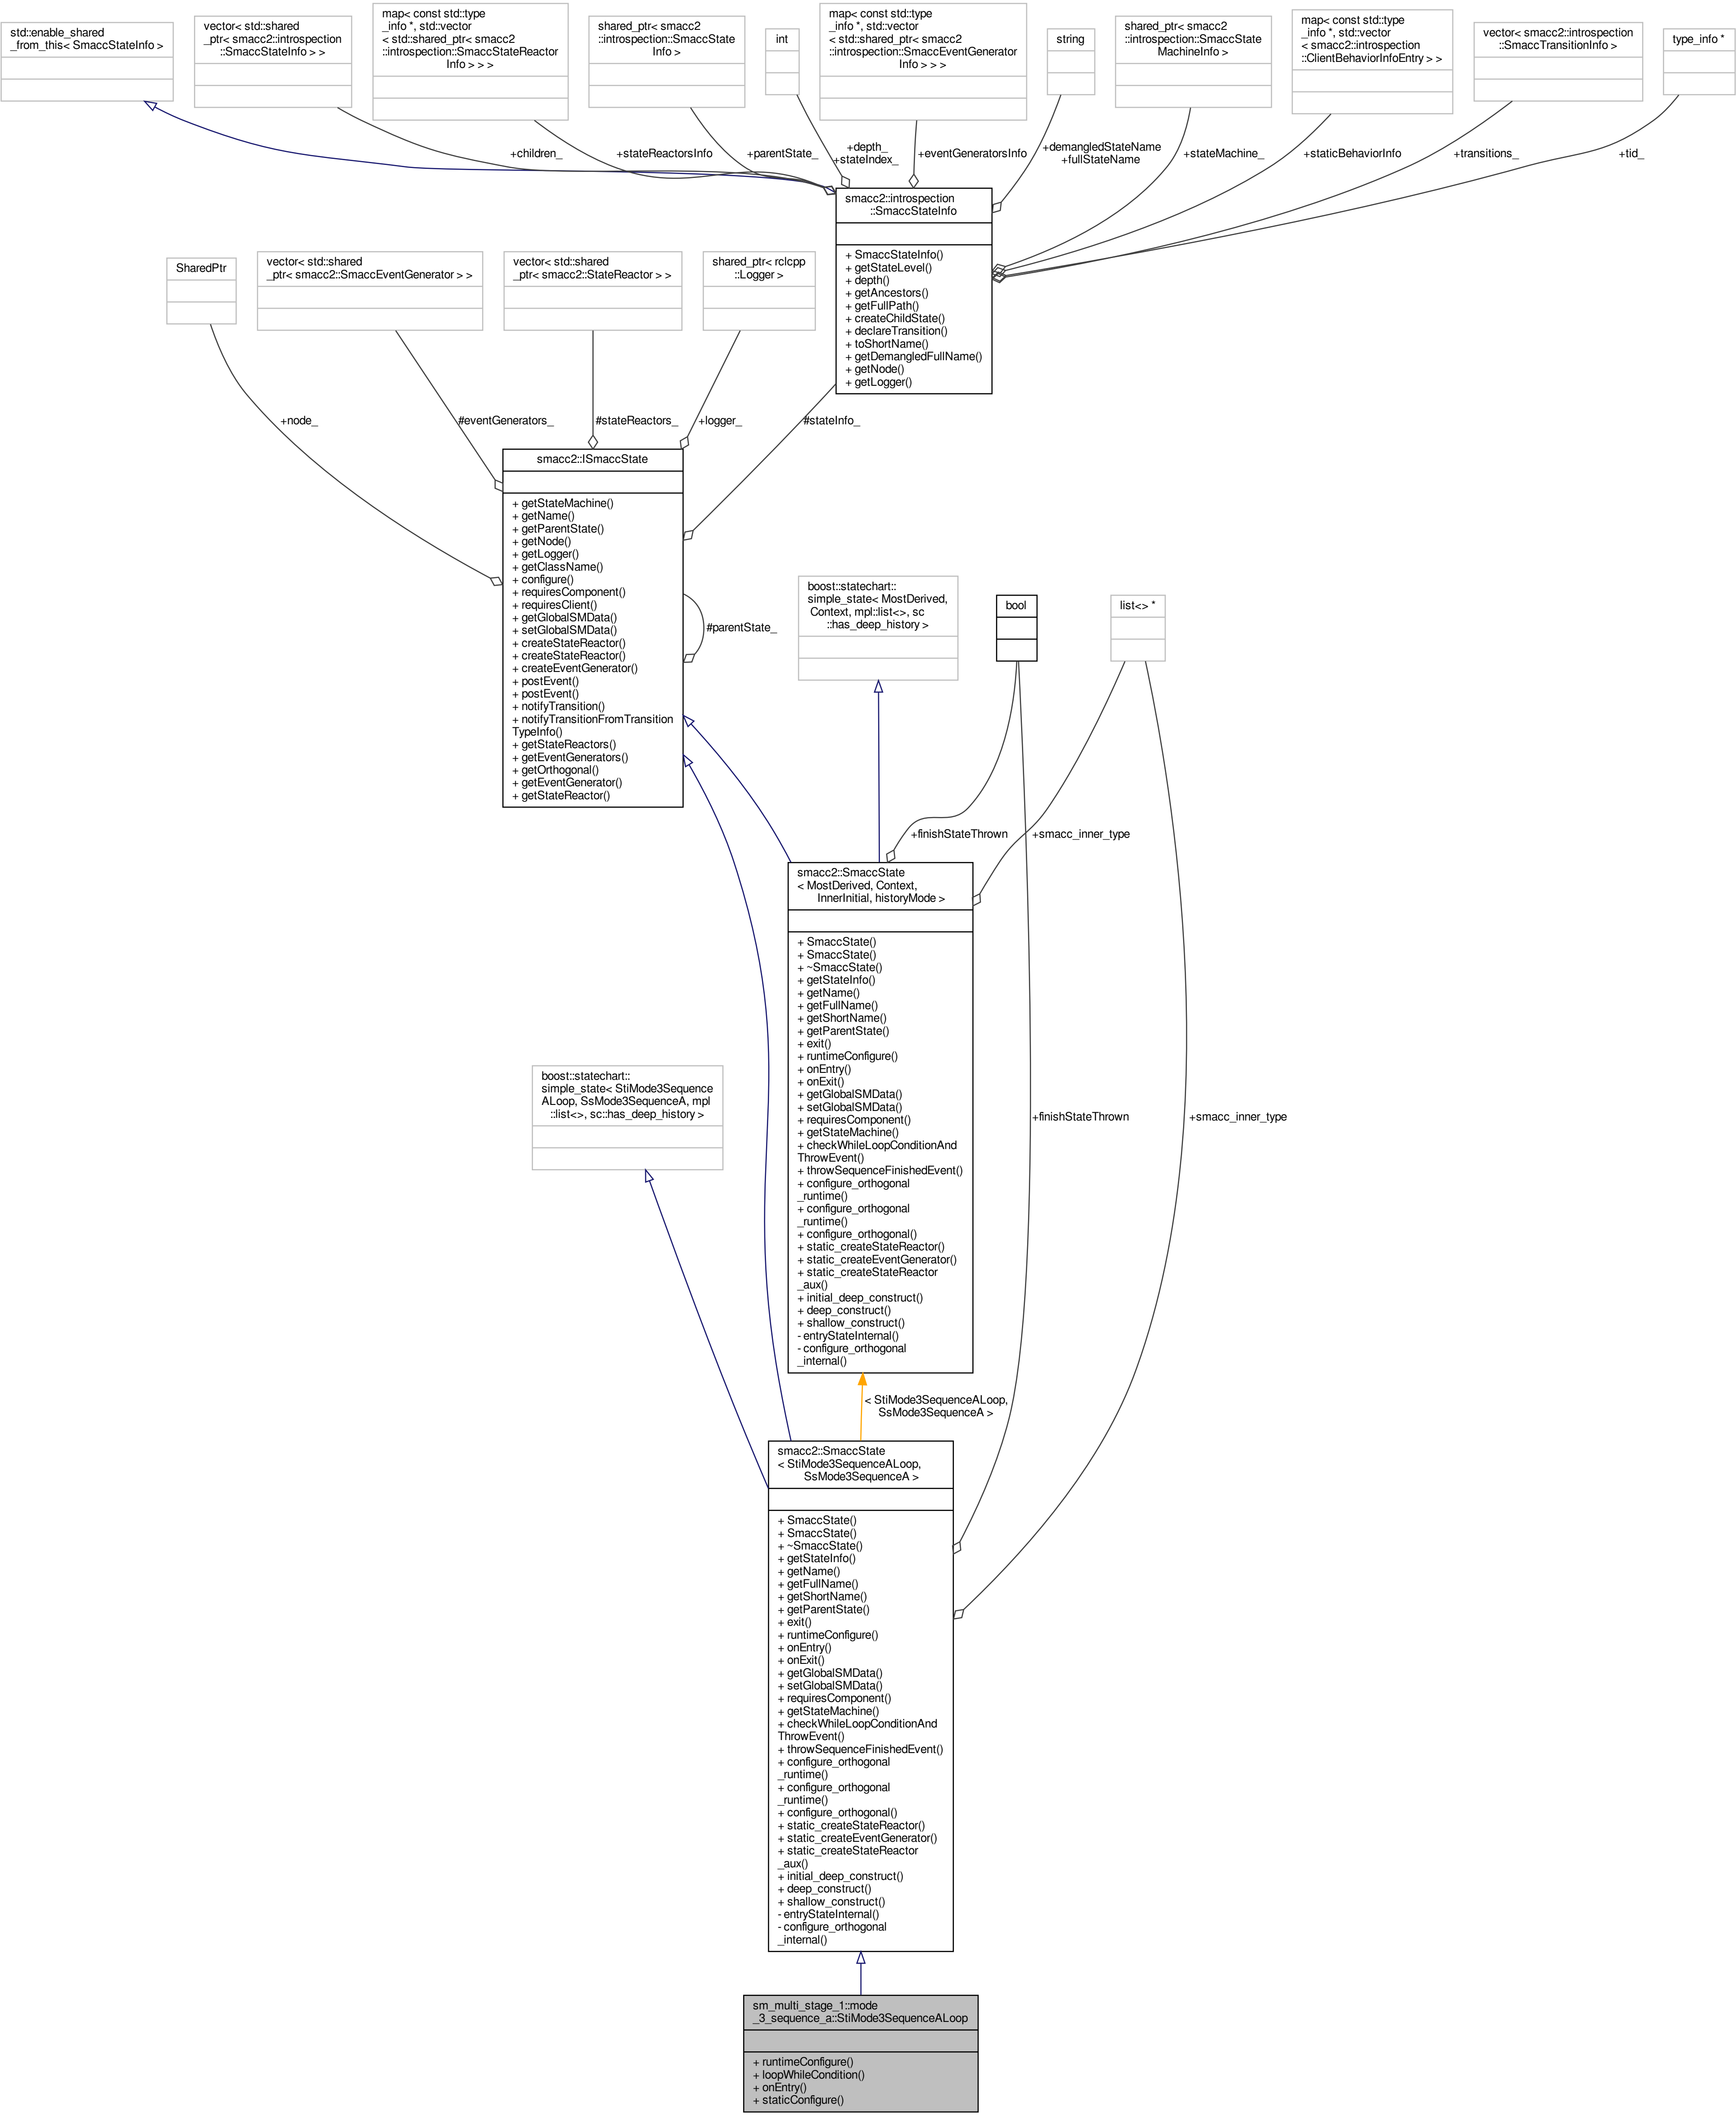 std::enable_shared
_from_this< SmaccStateInfo >
vector< std::shared
_ptr< smacc2::introspection
::SmaccStateInfo > >
map< const std::type
_info *, std::vector
< std::shared_ptr< smacc2
::introspection::SmaccStateReactor
Info > > >
shared_ptr< smacc2
::introspection::SmaccState
Info >
int
map< const std::type
_info *, std::vector
< std::shared_ptr< smacc2
::introspection::SmaccEventGenerator
Info > > >
string
shared_ptr< smacc2
::introspection::SmaccState
MachineInfo >
map< const std::type
_info *, std::vector
< smacc2::introspection
::ClientBehaviorInfoEntry > >
vector< smacc2::introspection
::SmaccTransitionInfo >
type_info *
+children_
+stateReactorsInfo
+parentState_
+depth_
+stateIndex_
+eventGeneratorsInfo
+demangledStateName
+fullStateName
+stateMachine_
+staticBehaviorInfo
+transitions_
+tid_
smacc2::introspection
::SmaccStateInfo
+ SmaccStateInfo()
+ getStateLevel()
+ depth()
+ getAncestors()
+ getFullPath()
+ createChildState()
+ declareTransition()
+ toShortName()
+ getDemangledFullName()
+ getNode()
+ getLogger()
SharedPtr
vector< std::shared
_ptr< smacc2::SmaccEventGenerator > >
vector< std::shared
_ptr< smacc2::StateReactor > >
shared_ptr< rclcpp
::Logger >
+node_
#eventGenerators_
#stateReactors_
+logger_
#stateInfo_
smacc2::ISmaccState
+ getStateMachine()
+ getName()
+ getParentState()
+ getNode()
+ getLogger()
+ getClassName()
+ configure()
+ requiresComponent()
+ requiresClient()
+ getGlobalSMData()
+ setGlobalSMData()
+ createStateReactor()
+ createStateReactor()
+ createEventGenerator()
+ postEvent()
+ postEvent()
+ notifyTransition()
+ notifyTransitionFromTransition
TypeInfo()
+ getStateReactors()
+ getEventGenerators()
+ getOrthogonal()
+ getEventGenerator()
+ getStateReactor()
#parentState_
boost::statechart::
simple_state< MostDerived,
Context, mpl::list<>, sc
::has_deep_history >
bool
list<> *
+finishStateThrown
+smacc_inner_type
smacc2::SmaccState
< MostDerived, Context,
InnerInitial, historyMode >
+ SmaccState()
+ SmaccState()
+ ~SmaccState()
+ getStateInfo()
+ getName()
+ getFullName()
+ getShortName()
+ getParentState()
+ exit()
+ runtimeConfigure()
+ onEntry()
+ onExit()
+ getGlobalSMData()
+ setGlobalSMData()
+ requiresComponent()
+ getStateMachine()
+ checkWhileLoopConditionAnd
ThrowEvent()
+ throwSequenceFinishedEvent()
+ configure_orthogonal
_runtime()
+ configure_orthogonal
_runtime()
+ configure_orthogonal()
+ static_createStateReactor()
+ static_createEventGenerator()
+ static_createStateReactor
_aux()
+ initial_deep_construct()
+ deep_construct()
+ shallow_construct()
- entryStateInternal()
- configure_orthogonal
_internal()
boost::statechart::
simple_state< StiMode3Sequence
ALoop, SsMode3SequenceA, mpl
::list<>, sc::has_deep_history >
+finishStateThrown
+smacc_inner_type
< StiMode3SequenceALoop,
SsMode3SequenceA >
smacc2::SmaccState
< StiMode3SequenceALoop,
SsMode3SequenceA >
+ SmaccState()
+ SmaccState()
+ ~SmaccState()
+ getStateInfo()
+ getName()
+ getFullName()
+ getShortName()
+ getParentState()
+ exit()
+ runtimeConfigure()
+ onEntry()
+ onExit()
+ getGlobalSMData()
+ setGlobalSMData()
+ requiresComponent()
+ getStateMachine()
+ checkWhileLoopConditionAnd
ThrowEvent()
+ throwSequenceFinishedEvent()
+ configure_orthogonal
_runtime()
+ configure_orthogonal
_runtime()
+ configure_orthogonal()
+ static_createStateReactor()
+ static_createEventGenerator()
+ static_createStateReactor
_aux()
+ initial_deep_construct()
+ deep_construct()
+ shallow_construct()
- entryStateInternal()
- configure_orthogonal
_internal()
sm_multi_stage_1::mode
_3_sequence_a::StiMode3SequenceALoop
+ runtimeConfigure()
+ loopWhileCondition()
+ onEntry()
+ staticConfigure()